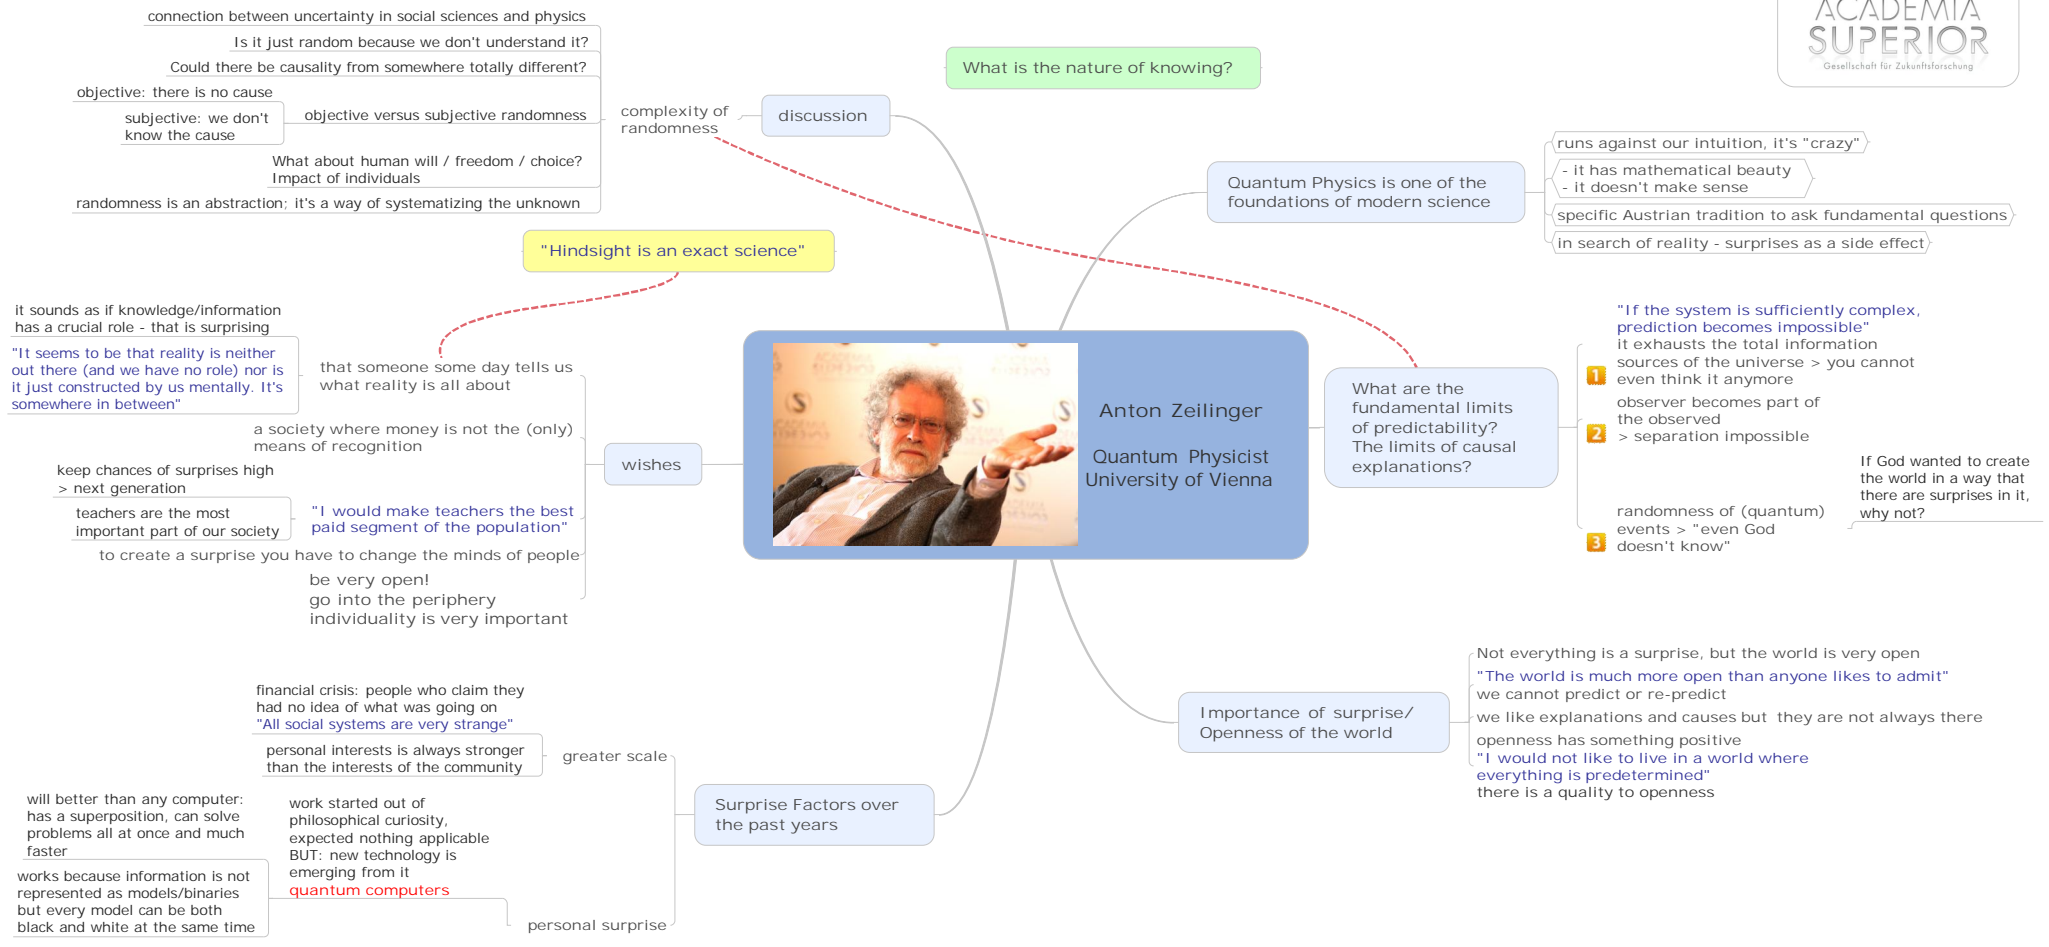 connection between uncertainty in social sciences and physics
Is it just random because we don't understand it?
Could there be causality from somewhere totally different?
objective: there is no cause
subjective: we don't
know the cause
objective versus subjective randomness
What about human will / freedom / choice?
Impact of individuals
randomness is an abstraction; it's a way of systematizing the unknown
complexity of
randomness
discussion
What is the nature of knowing?
ACADEMIA
SUPERIOR
Gesellschaft für Zukunftsforschung
Quantum Physics is one of the
foundations of modern science
runs against our intuition, it's "crazy"
- it has mathematical beauty
- it doesn't make sense
specific Austrian tradition to ask fundamental questions
in search of reality - surprises as a side effect
"Hindsight is an exact science"
it sounds as if knowledge/information
has a crucial role - that is surprising
"It seems to be that reality is neither
out there (and we have no role) nor is
it just constructed by us mentally. It's
somewhere in between"
that someone some day tells us
what reality is all about
a society where money is not the (only)
means of recognition
keep chances of surprises high
> next generation
teachers are the most
important part of our society
"I would make teachers the best
paid segment of the population"
to create a surprise you have to change the minds of people
be very open!
go into the periphery
individuality is very important
wishes
Anton Zeilinger
Quantum Physicist
University of Vienna
What are the
fundamental limits
of predictability?
The limits of causal
explanations?
"If the system is sufficiently complex,
prediction becomes impossible"
it exhausts the total information
sources of the universe > you cannot
even think it anymore
1
observer becomes part of
the observed
> separation impossible
2
randomness of (quantum)
events > "even God
doesn't know"
3
If God wanted to create
the world in a way that
there are surprises in it,
why not?
Importance of surprise/
Openness of the world
Not everything is a surprise, but the world is very open
"The world is much more open than anyone likes to admit"
we cannot predict or re-predict
we like explanations and causes but they are not always there
openness has something positive
"I would not like to live in a world where
everything is predetermined"
there is a quality to openness
financial crisis: people who claim they
had no idea of what was going on
"All social systems are very strange"
personal interests is always stronger
than the interests of the community
greater scale
Surprise Factors over
the past years
will better than any computer:
has a superposition, can solve
problems all at once and much
faster
works because information is not
represented as models/binaries
but every model can be both
black and white at the same time
work started out of
philosophical curiosity,
expected nothing applicable
BUT: new technology is
emerging from it
quantum computers
personal surprise